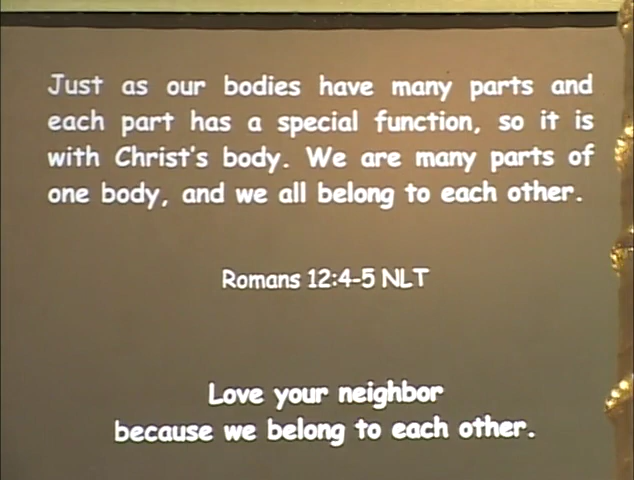 Just as our bodies have many parts and
each part has a special function, so it is
with Christ's body. We are many parts of
one body, and we all belong to each other.
Romans 12:4-5 NLT
Love your neighbor
because we belong to each other.